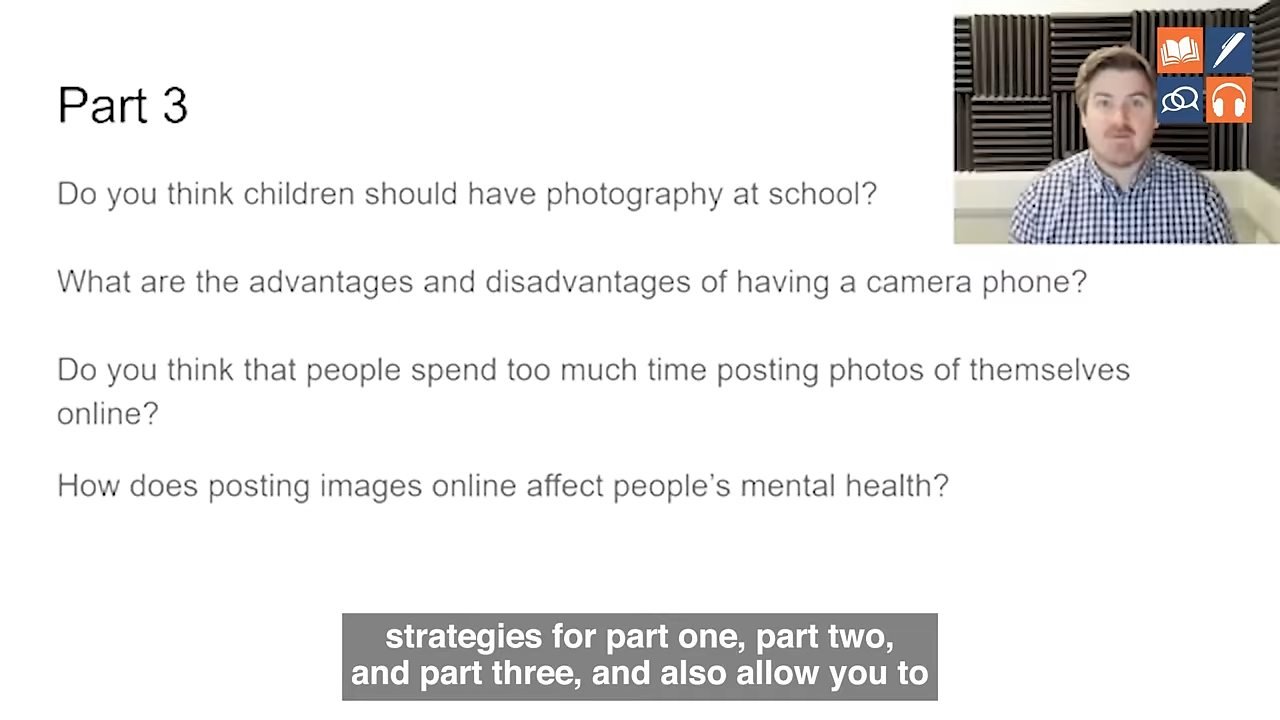 Part 3
Do you think children should have photography at school?
What are the advantages and disadvantages of having a camera phone?
Do you think that people spend too much time posting photos of themselves
online?
How does posting images online affect people’s mental health?
strategies for part one, part two,
and part three, and also allow you to